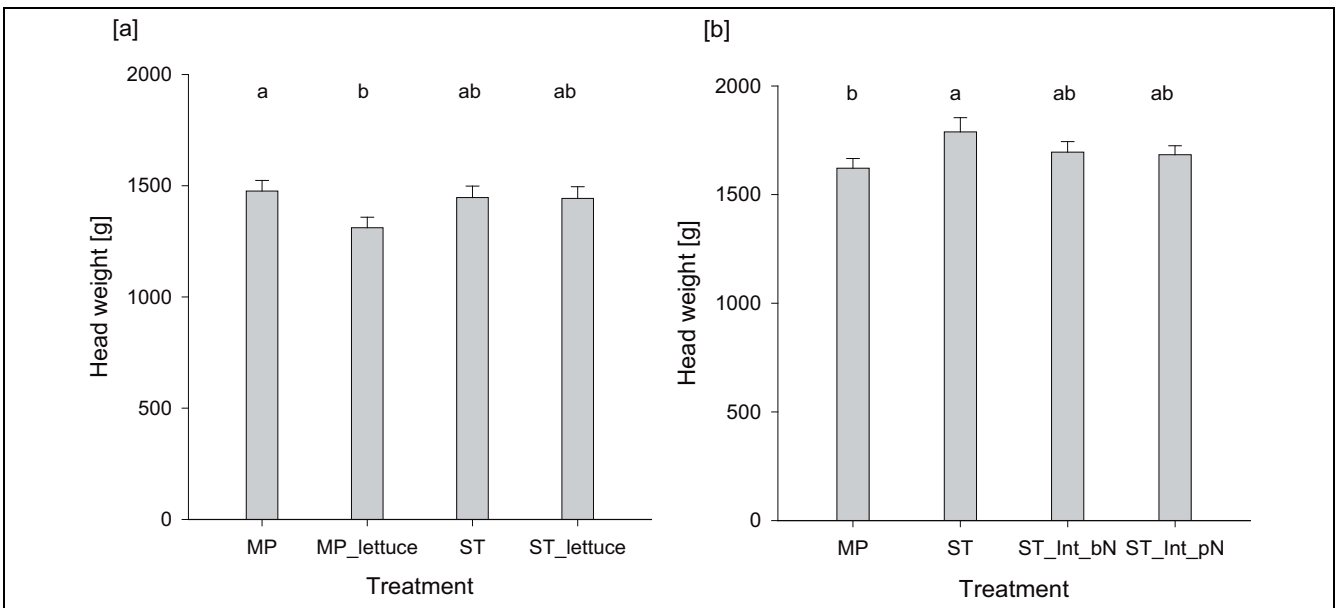 [a]
Head weight [g]
2000
1500
1000
500
0
a b ab ab
MP MP_lettuce ST ST_lettuce
Treatment
[b]
Head weight [g]
2000
1500
1000
500
0
b a ab ab
MP ST ST_Int_bN ST_Int_pN
Treatment